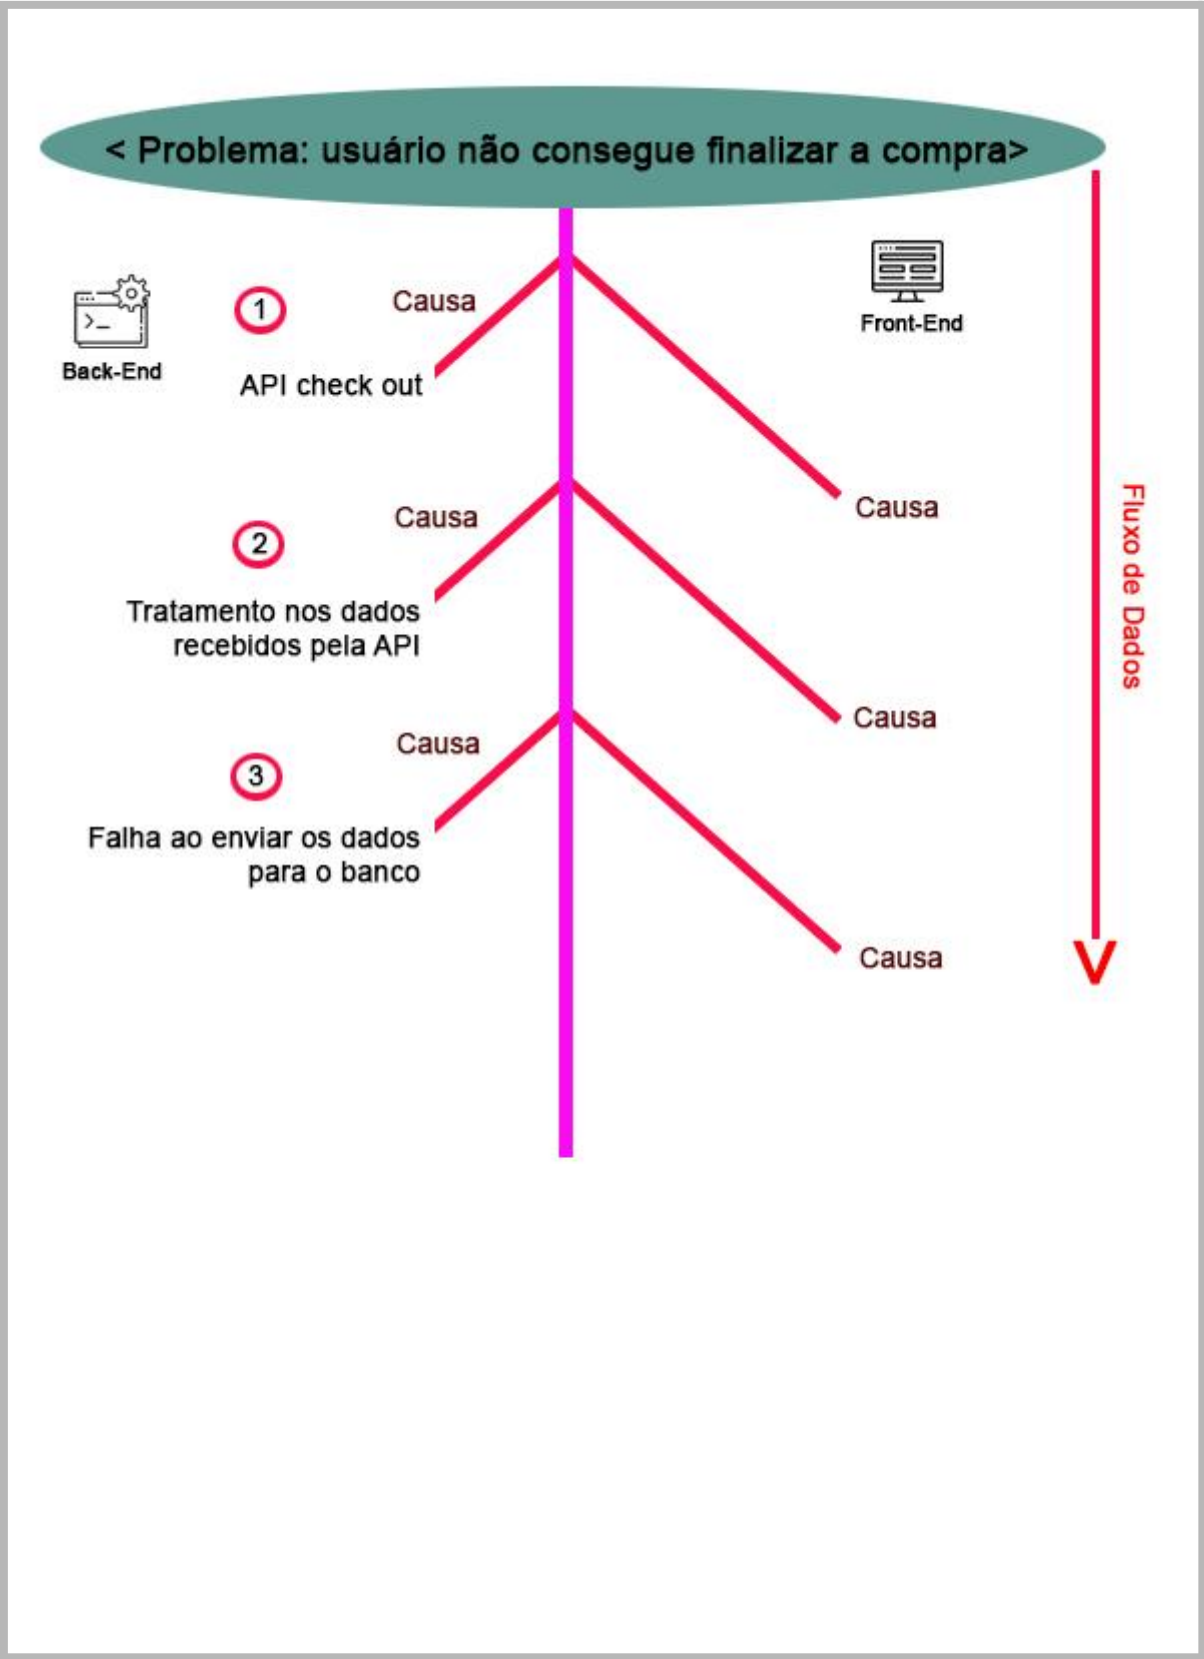 < Problema: usuário não consegue finalizar a compra>
Back-End
1
Causa
API check out
Front-End
Causa
2
Causa
Tratamento nos dados
recebidos pela API
Causa
3
Causa
Falha ao enviar os dados
para o banco
Causa
Fluxo de Dados